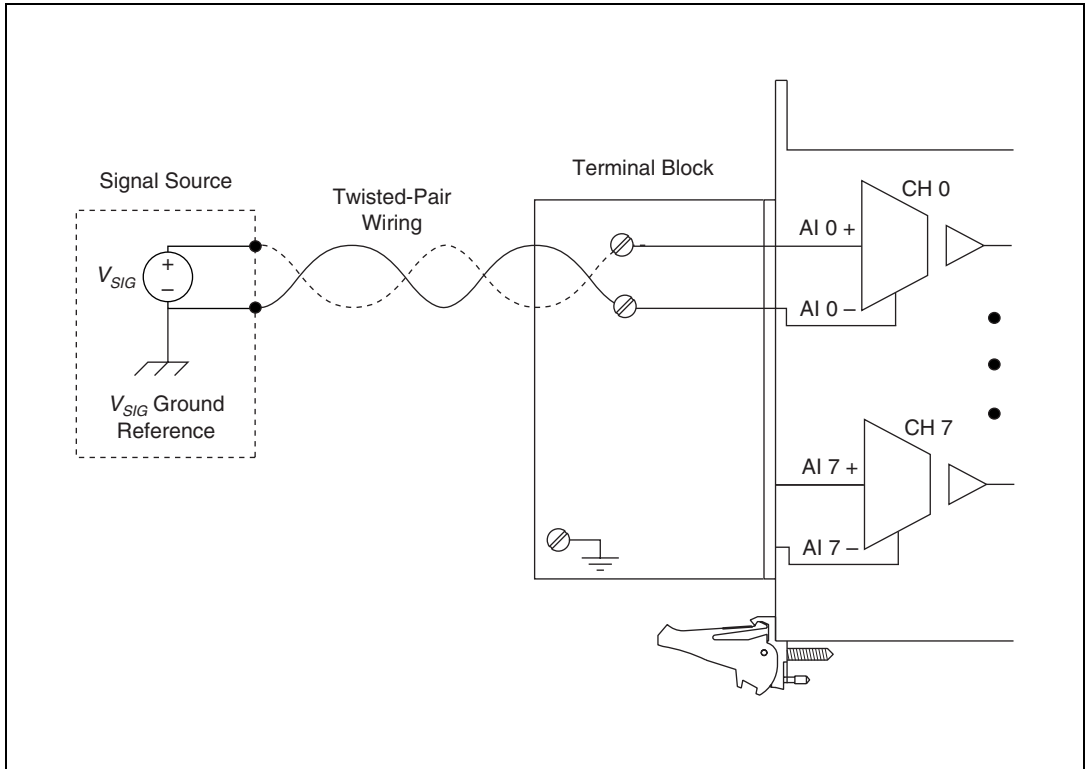 Signal Source
Twisted-Pair
Wiring
Terminal Block
CH 0
AI 0 +
+
V_SIG
–
AI 0 –
V_SIG Ground
Reference
CH 7
AI 7 +
AI 7 –